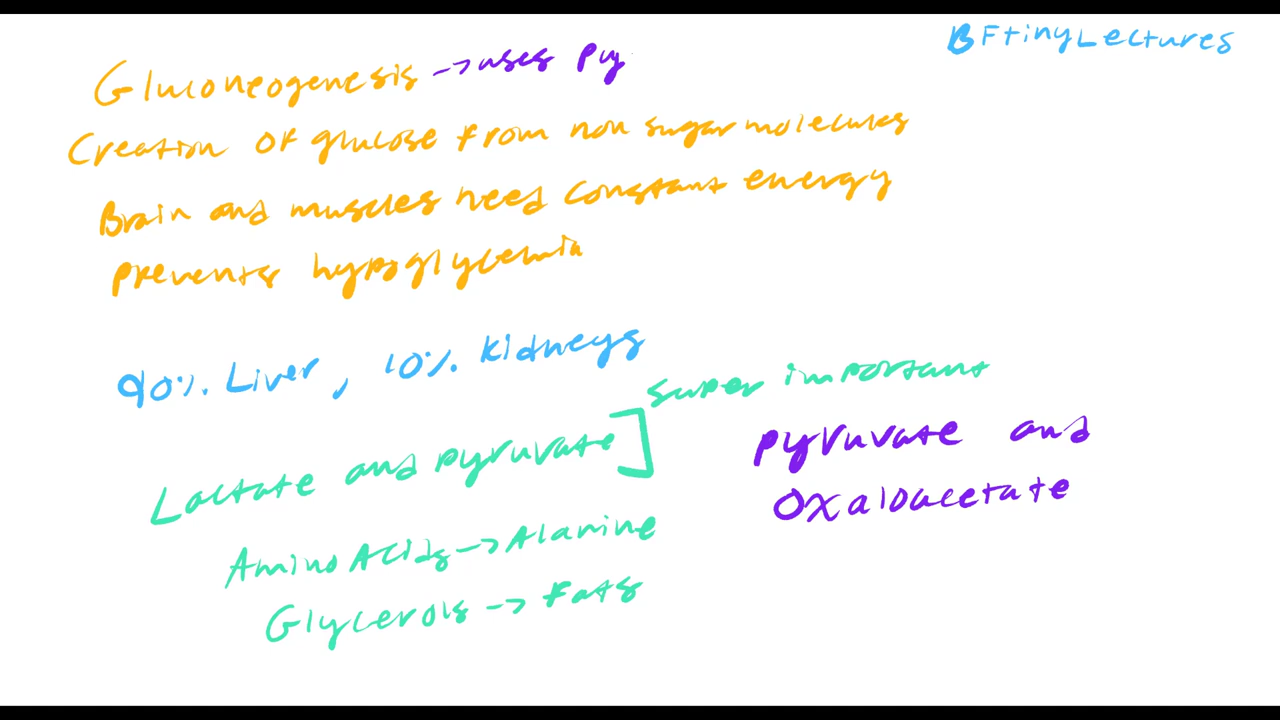 BFtinyLectures
Gluconeogenesis → uses Py
Creation of glucose from non sugar molecules
Brain and muscles need constant energy
prevents hypoglycemia
90% Liver, 10% kidneys
super important
Lactate and pyruvate]
pyruvate and
Oxaloacetate
Amino Acids → Alanine
Glycerols → Fats